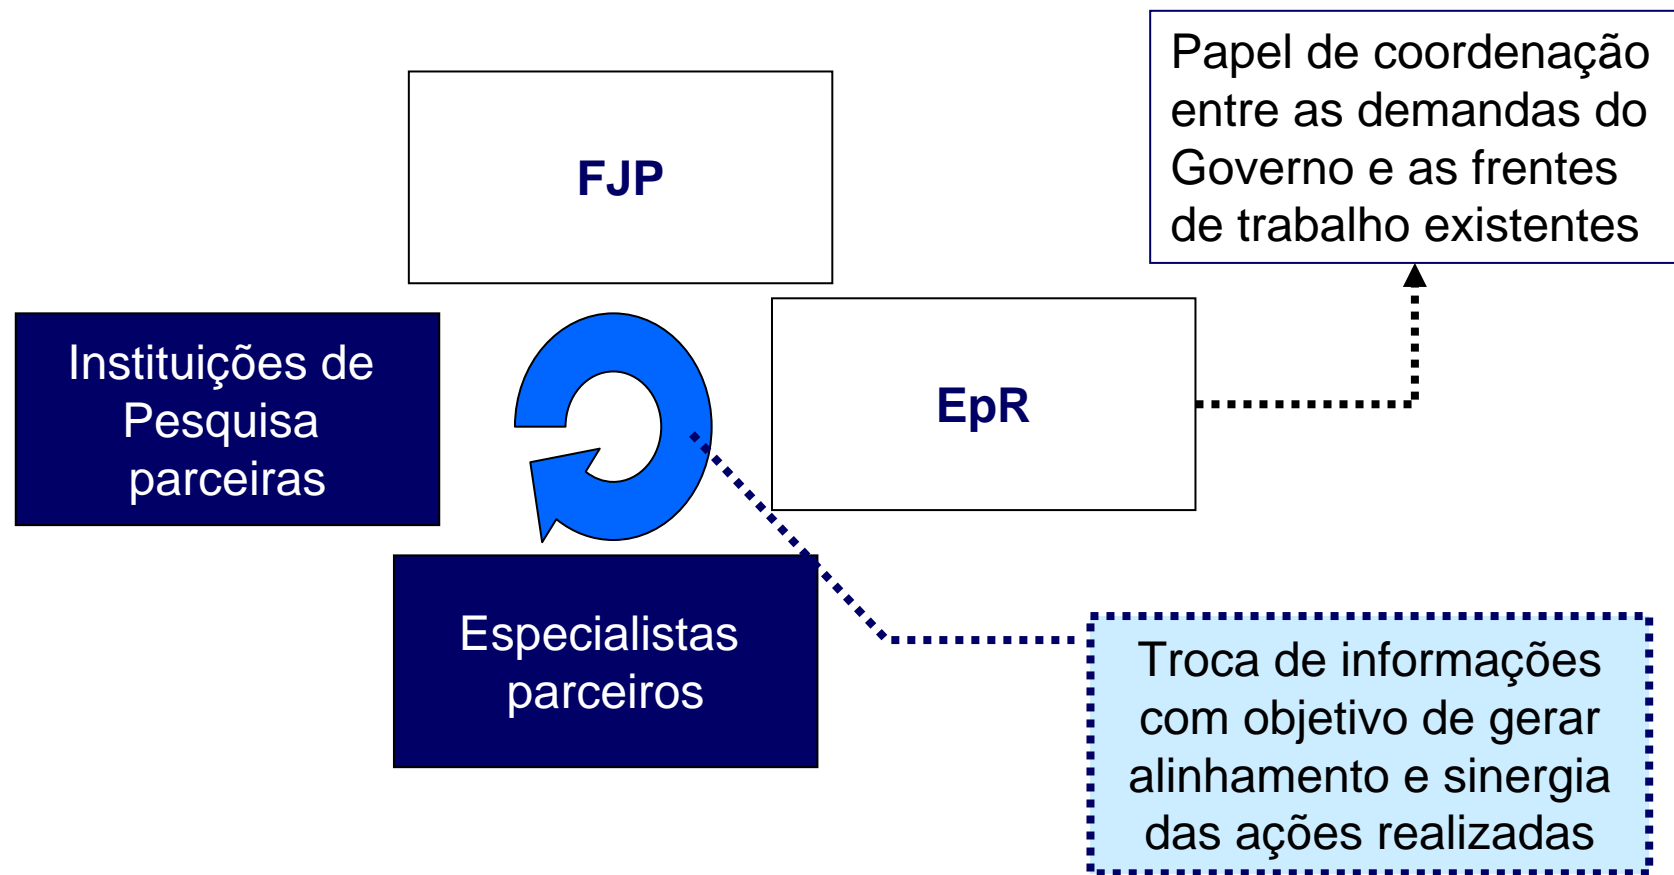 Papel de coordenação
entre as demandas do
Governo e as frentes
de trabalho existentes
FJP
Instituições de
Pesquisa
parceiras
EpR
Especialistas
parceiros
Troca de informações
com objetivo de gerar
alinhamento e sinergia
das ações realizadas